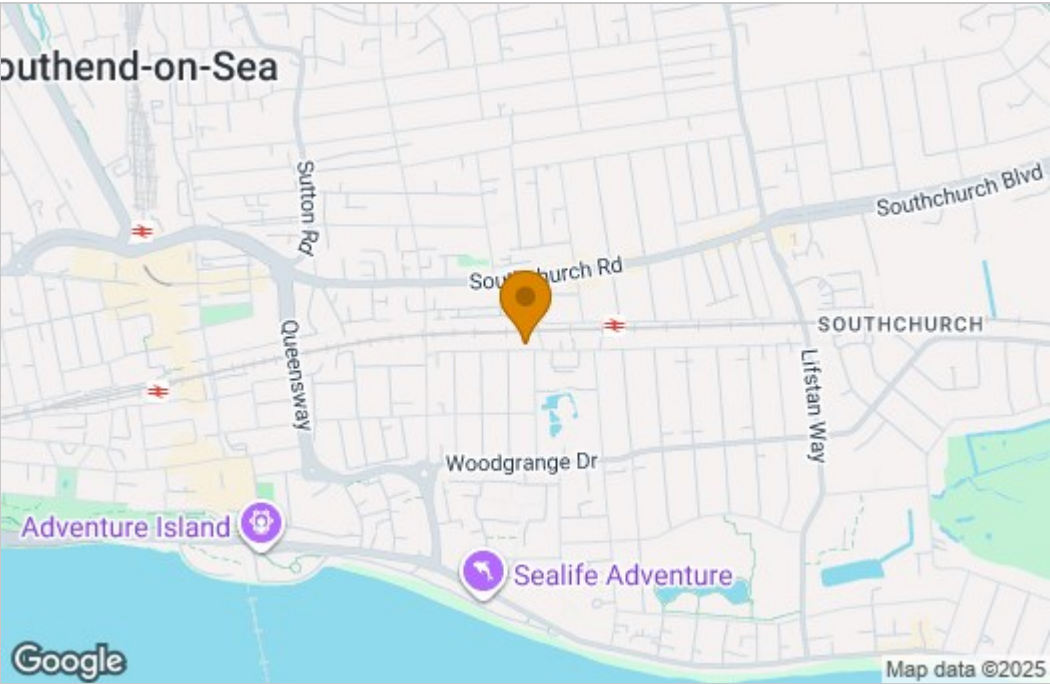 outhend-on-Sea
Sutton Rd
Southchurch Blvd
Southchurch Rd
SOUTHCHURCH
Queensway
Lifstan Way
Woodgrange Dr
Adventure Island
Sealife Adventure
Google
Map data ©2025